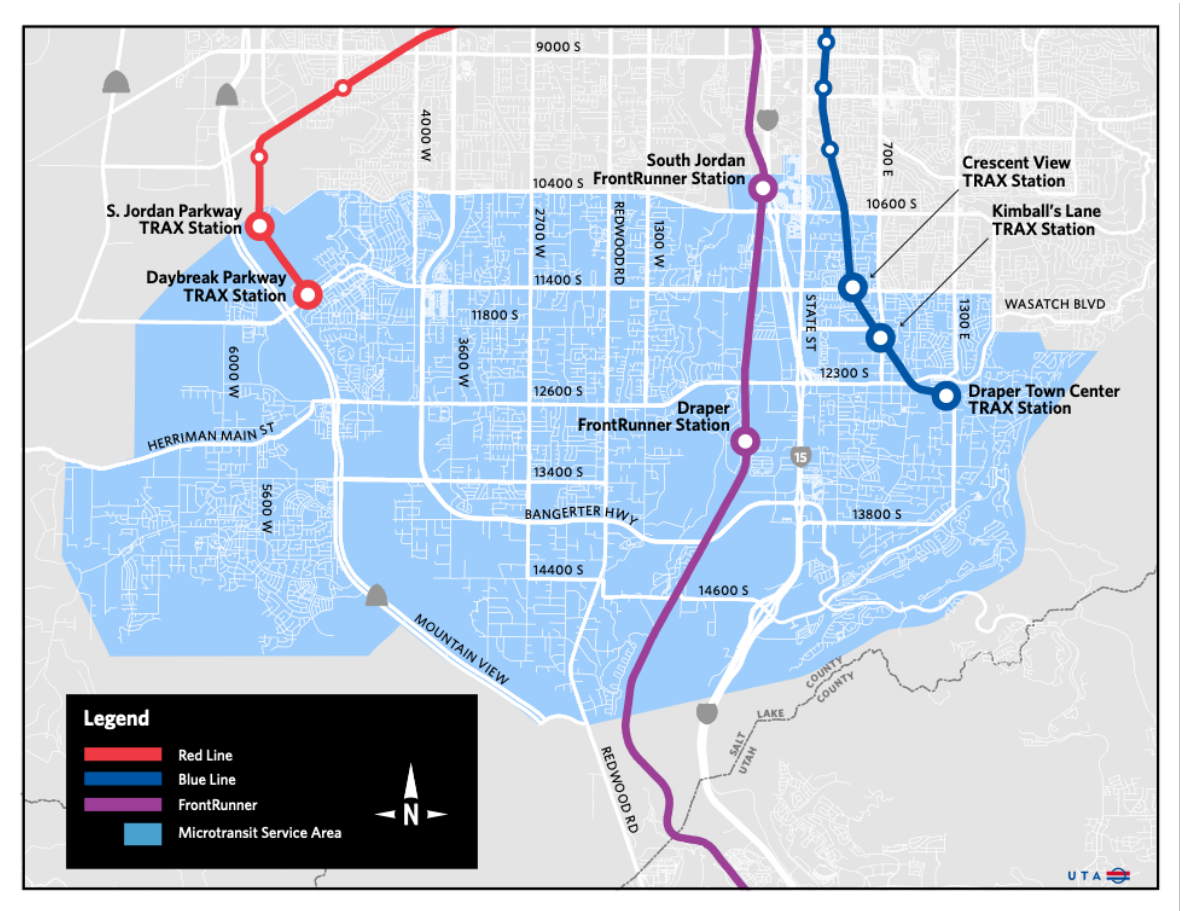 9000 S
4000 W
700 E
South Jordan
FrontRunner Station
Crescent View
TRAX Station
10400 S
10600 S
S. Jordan Parkway
TRAX Station
2700 W
REDWOOD RD
1300 W
Kimball's Lane
TRAX Station
Daybreak Parkway
TRAX Station
11400 S
STATE ST
1300 E
WASATCH BLVD
11800 S
6000 W
3600 W
12300 S
12600 S
Draper Town Center
TRAX Station
Draper
FrontRunner Station
HERRIMAN MAIN ST
15
13400 S
5600 W
BANGERTER HWY
13800 S
14400 S
14600 S
MOUNTAIN VIEW
COUNTY
COUNTY
LAKE
SALT
UTAH
REDWOOD RD
Legend
Red Line
Blue Line
FrontRunner
Microtransit Service Area
N
UTA